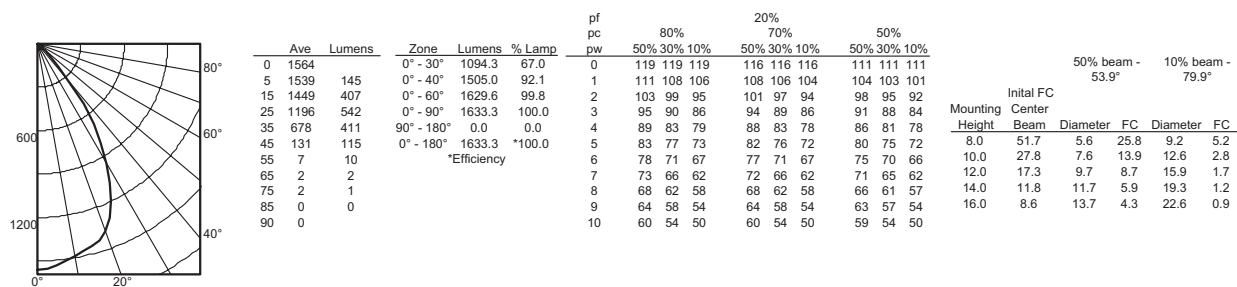 600
1200
0°
20°
40°
60°
80°
Ave Lumens
0 1564
5 1539 145
15 1449 407
25 1196 542
35 678 411
45 131 115
55 7 10
65 2 2
75 2 1
85 0 0
90 0
Zone Lumens % Lamp
0° - 30° 1094.3 67.0
0° - 40° 1505.0 92.1
0° - 60° 1629.6 99.8
0° - 90° 1633.3 100.0
90° - 180° 0.0 0.0
0° - 180° 1633.3 *100.0
*Efficiency
pf 20%
pc 80% 70% 50%
pw 50% 30% 10% 50% 30% 10% 50% 30% 10%
0 119 119 119 116 116 116 111 111 111
1 111 108 106 108 106 104 104 103 101
2 103 99 95 101 97 94 98 95 92
3 95 90 86 94 89 86 91 88 84
4 89 83 79 88 83 78 86 81 78
5 83 77 73 82 76 72 80 75 72
6 78 71 67 77 71 67 75 70 66
7 73 66 62 72 66 62 71 65 62
8 68 62 58 68 62 58 66 61 57
9 64 58 54 64 58 54 63 57 54
10 60 54 50 60 54 50 59 54 50
50% beam - 10% beam -
53.9° 79.9°
Inital FC
Mounting Center
Height Beam Diameter FC Diameter FC
8.0 51.7 5.6 25.8 9.2 5.2
10.0 27.8 7.6 13.9 12.6 2.8
12.0 17.3 9.7 8.7 15.9 1.7
14.0 11.8 11.7 5.9 19.3 1.2
16.0 8.6 13.7 4.3 22.6 0.9